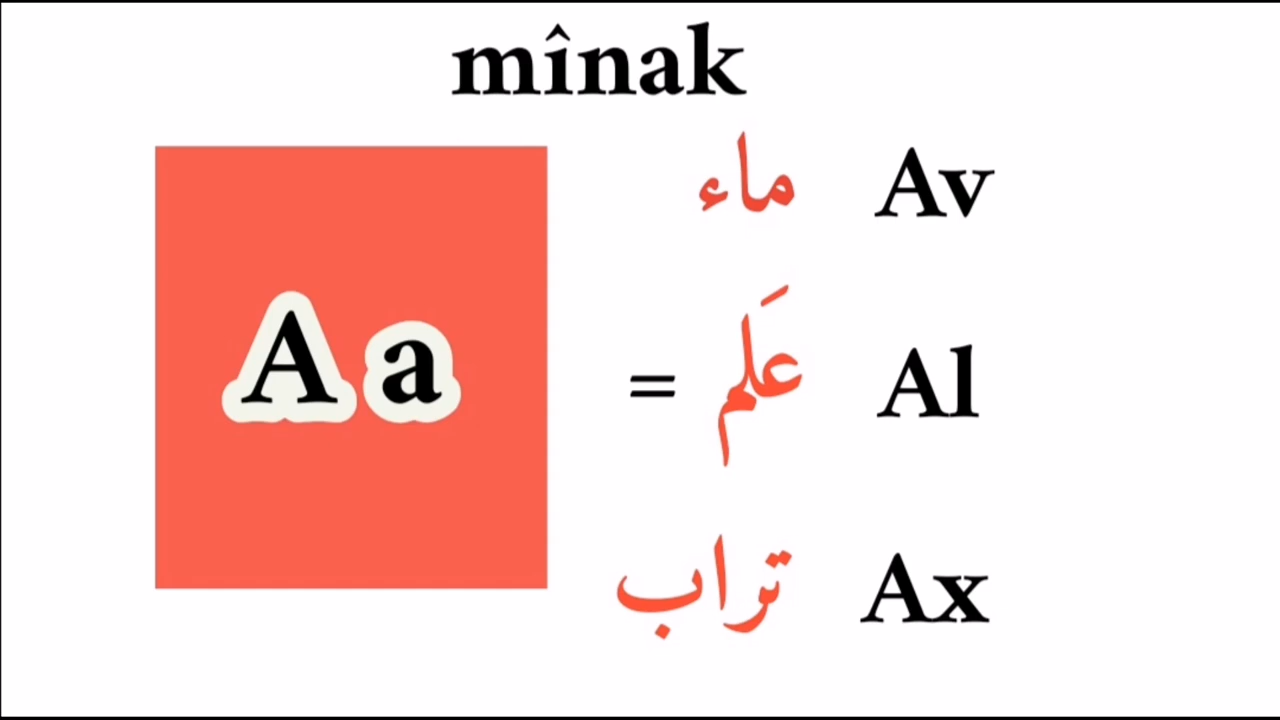 mînak
Aa
ماء Av
= عَلم Al
تراب Ax